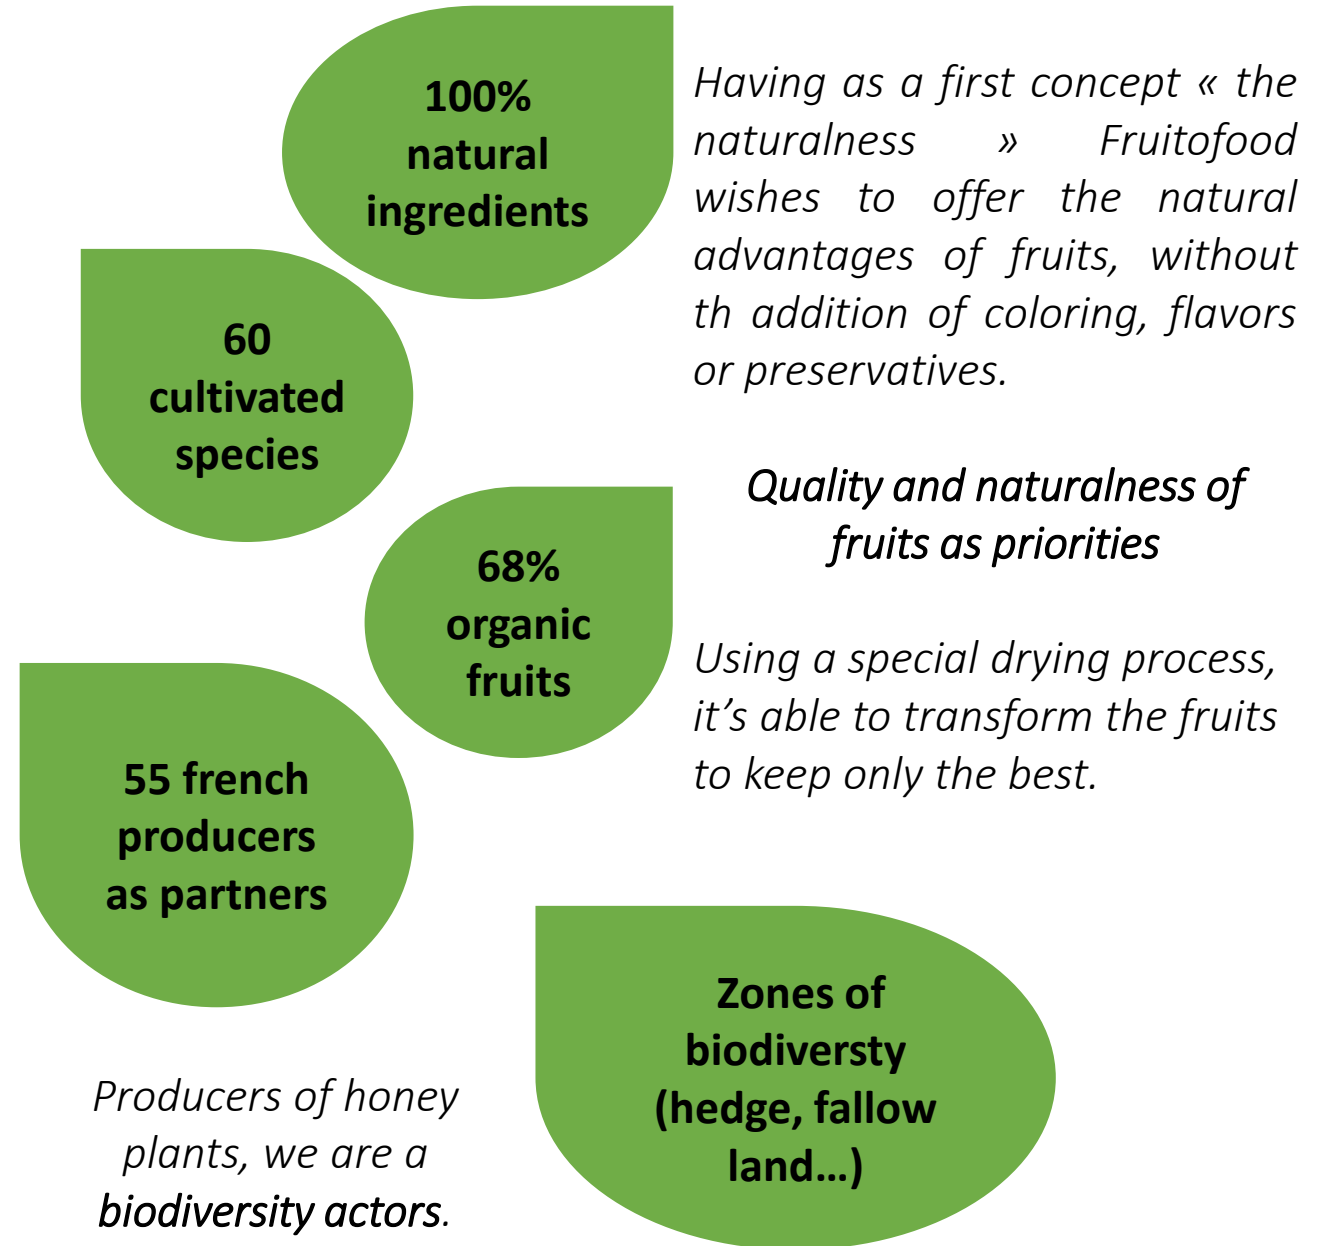 100%
natural
ingredients
Having as a first concept « the
naturalness » Fruitofood
wishes to offer the natural
advantages of fruits, without
th addition of coloring, flavors
or preservatives.
60
cultivated
species
Quality and naturalness of
fruits as priorities
68%
organic
fruits
Using a special drying process,
it’s able to transform the fruits
to keep only the best.
55 french
producers
as partners
Zones of
biodiversty
(hedge, fallow
land…)
Producers of honey
plants, we are a
biodiversity actors.